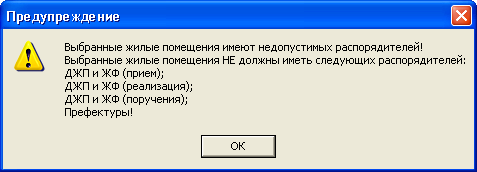 Предупреждение
Выбранные жилые помещения имеют недопустимых распорядителей!
Выбранные жилые помещения НЕ должны иметь следующих распорядителей:
ДЖП и ЖФ (прием);
ДЖП и ЖФ (реализация);
ДЖП и ЖФ (поручения);
Префектуры!
OK